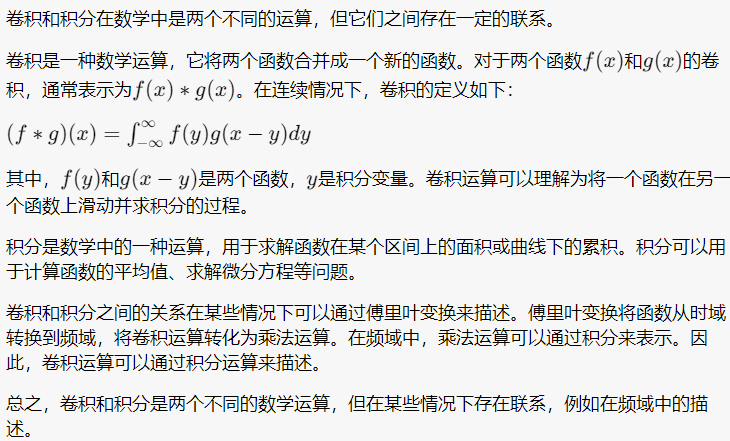 卷积和积分在数学中是两个不同的运算，但它们之间存在一定的联系。
卷积是一种数学运算，它将两个函数合并成一个新的函数。对于两个函数f(x)和g(x)的卷
积，通常表示为f(x) * g(x)。在连续情况下，卷积的定义如下：
(f * g)(x) = ∫_{-∞}^{∞} f(y)g(x − y)dy
其中，f(y)和g(x − y)是两个函数，y是积分变量。卷积运算可以理解为将一个函数在另一
个函数上滑动并求积分的过程。
积分是数学中的一种运算，用于求解函数在某个区间上的面积或曲线下的累积。积分可以用
于计算函数的平均值、求解微分方程等问题。
卷积和积分之间的关系在某些情况下可以通过傅里叶变换来描述。傅里叶变换将函数从时域
转换到频域，将卷积运算转化为乘法运算。在频域中，乘法运算可以通过积分来表示。因
此，卷积运算可以通过积分运算来描述。
总之，卷积和积分是两个不同的数学运算，但在某些情况下存在联系，例如在频域中的描
述。